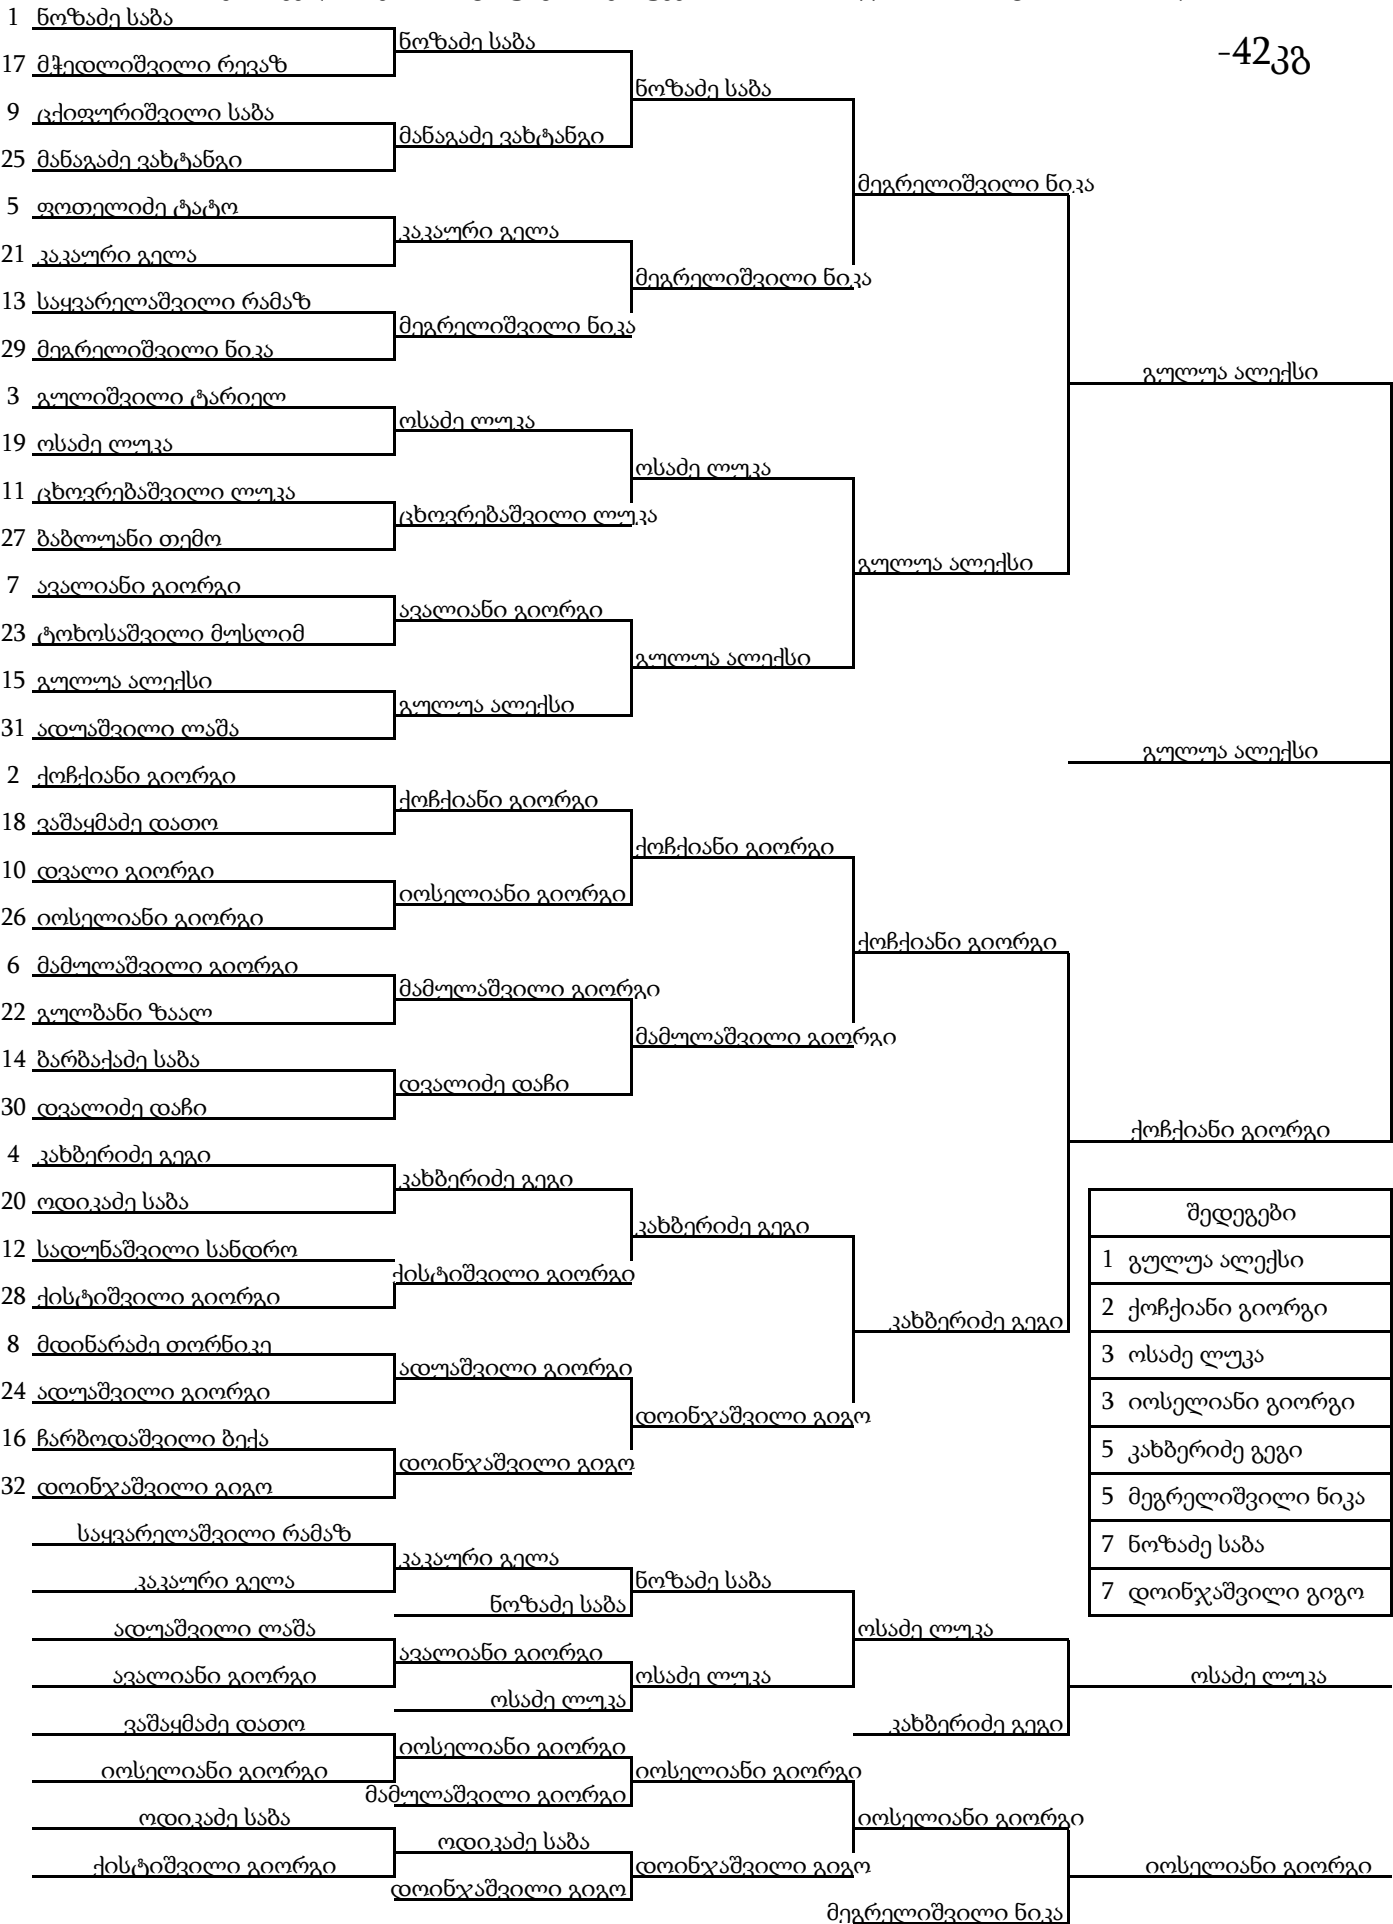 1 ნოზაძე საბა
ნოზაძე საბა
-42კგ
17 მჭედლიშვილი რევაზ
ნოზაძე საბა
9 ცქიფურიშვილი საბა
მანაგაძე ვახტანგი
25 მანაგაძე ვახტანგი
მეგრელიშვილი ნიკა
5 ფოთელიძე ტატო
კაკაური გელა
21 კაკაური გელა
მეგრელიშვილი ნიკა
13 საყვარელაშვილი რამაზ
მეგრელიშვილი ნიკა
29 მეგრელიშვილი ნიკა
გულუა ალექსი
3 გულიშვილი ტარიელ
ოსაძე ლუკა
19 ოსაძე ლუკა
ოსაძე ლუკა
11 ცხოვრებაშვილი ლუკა
ცხოვრებაშვილი ლუკა
27 ბაბლუანი თემო
გულუა ალექსი
7 ავალიანი გიორგი
ავალიანი გიორგი
23 ტოხოსაშვილი მუსლიმ
გულუა ალექსი
15 გულუა ალექსი
გულუა ალექსი
31 ადუაშვილი ლაშა
გულუა ალექსი
2 ქოჩქიანი გიორგი
ქოჩქიანი გიორგი
18 ვაშაყმაძე დათო
ქოჩქიანი გიორგი
10 დვალი გიორგი
იოსელიანი გიორგი
26 იოსელიანი გიორგი
ქოჩქიანი გიორგი
6 მამულაშვილი გიორგი
მამულაშვილი გიორგი
22 გულბანი ზაალ
მამულაშვილი გიორგი
14 ბარბაქაძე საბა
დვალიძე დაჩი
30 დვალიძე დაჩი
ქოჩქიანი გიორგი
4 კახბერიძე გეგი
კახბერიძე გეგი
20 ოდიკაძე საბა
შედეგები
კახბერიძე გეგი
12 სადუნაშვილი სანდრო
1 გულუა ალექსი
ქისტიშვილი გიორგი
28 ქისტიშვილი გიორგი
2 ქოჩქიანი გიორგი
კახბერიძე გეგი
8 მდინარაძე თორნიკე
3 ოსაძე ლუკა
ადუაშვილი გიორგი
24 ადუაშვილი გიორგი
3 იოსელიანი გიორგი
დოინჯაშვილი გიგო
16 ჩარბოდაშვილი ბექა
5 კახბერიძე გეგი
დოინჯაშვილი გიგო
32 დოინჯაშვილი გიგო
5 მეგრელიშვილი ნიკა
საყვარელაშვილი რამაზ
7 ნოზაძე საბა
კაკაური გელა
კაკაური გელა
ნოზაძე საბა
7 დოინჯაშვილი გიგო
ნოზაძე საბა
ადუაშვილი ლაშა
ოსაძე ლუკა
ავალიანი გიორგი
ავალიანი გიორგი
ოსაძე ლუკა
ოსაძე ლუკა
ოსაძე ლუკა
ვაშაყმაძე დათო
კახბერიძე გეგი
იოსელიანი გიორგი
იოსელიანი გიორგი
იოსელიანი გიორგი
მამულაშვილი გიორგი
ოდიკაძე საბა
იოსელიანი გიორგი
ოდიკაძე საბა
ქისტიშვილი გიორგი
დოინჯაშვილი გიგო
იოსელიანი გიორგი
დოინჯაშვილი გიგო
მეგრელიშვილი ნიკა